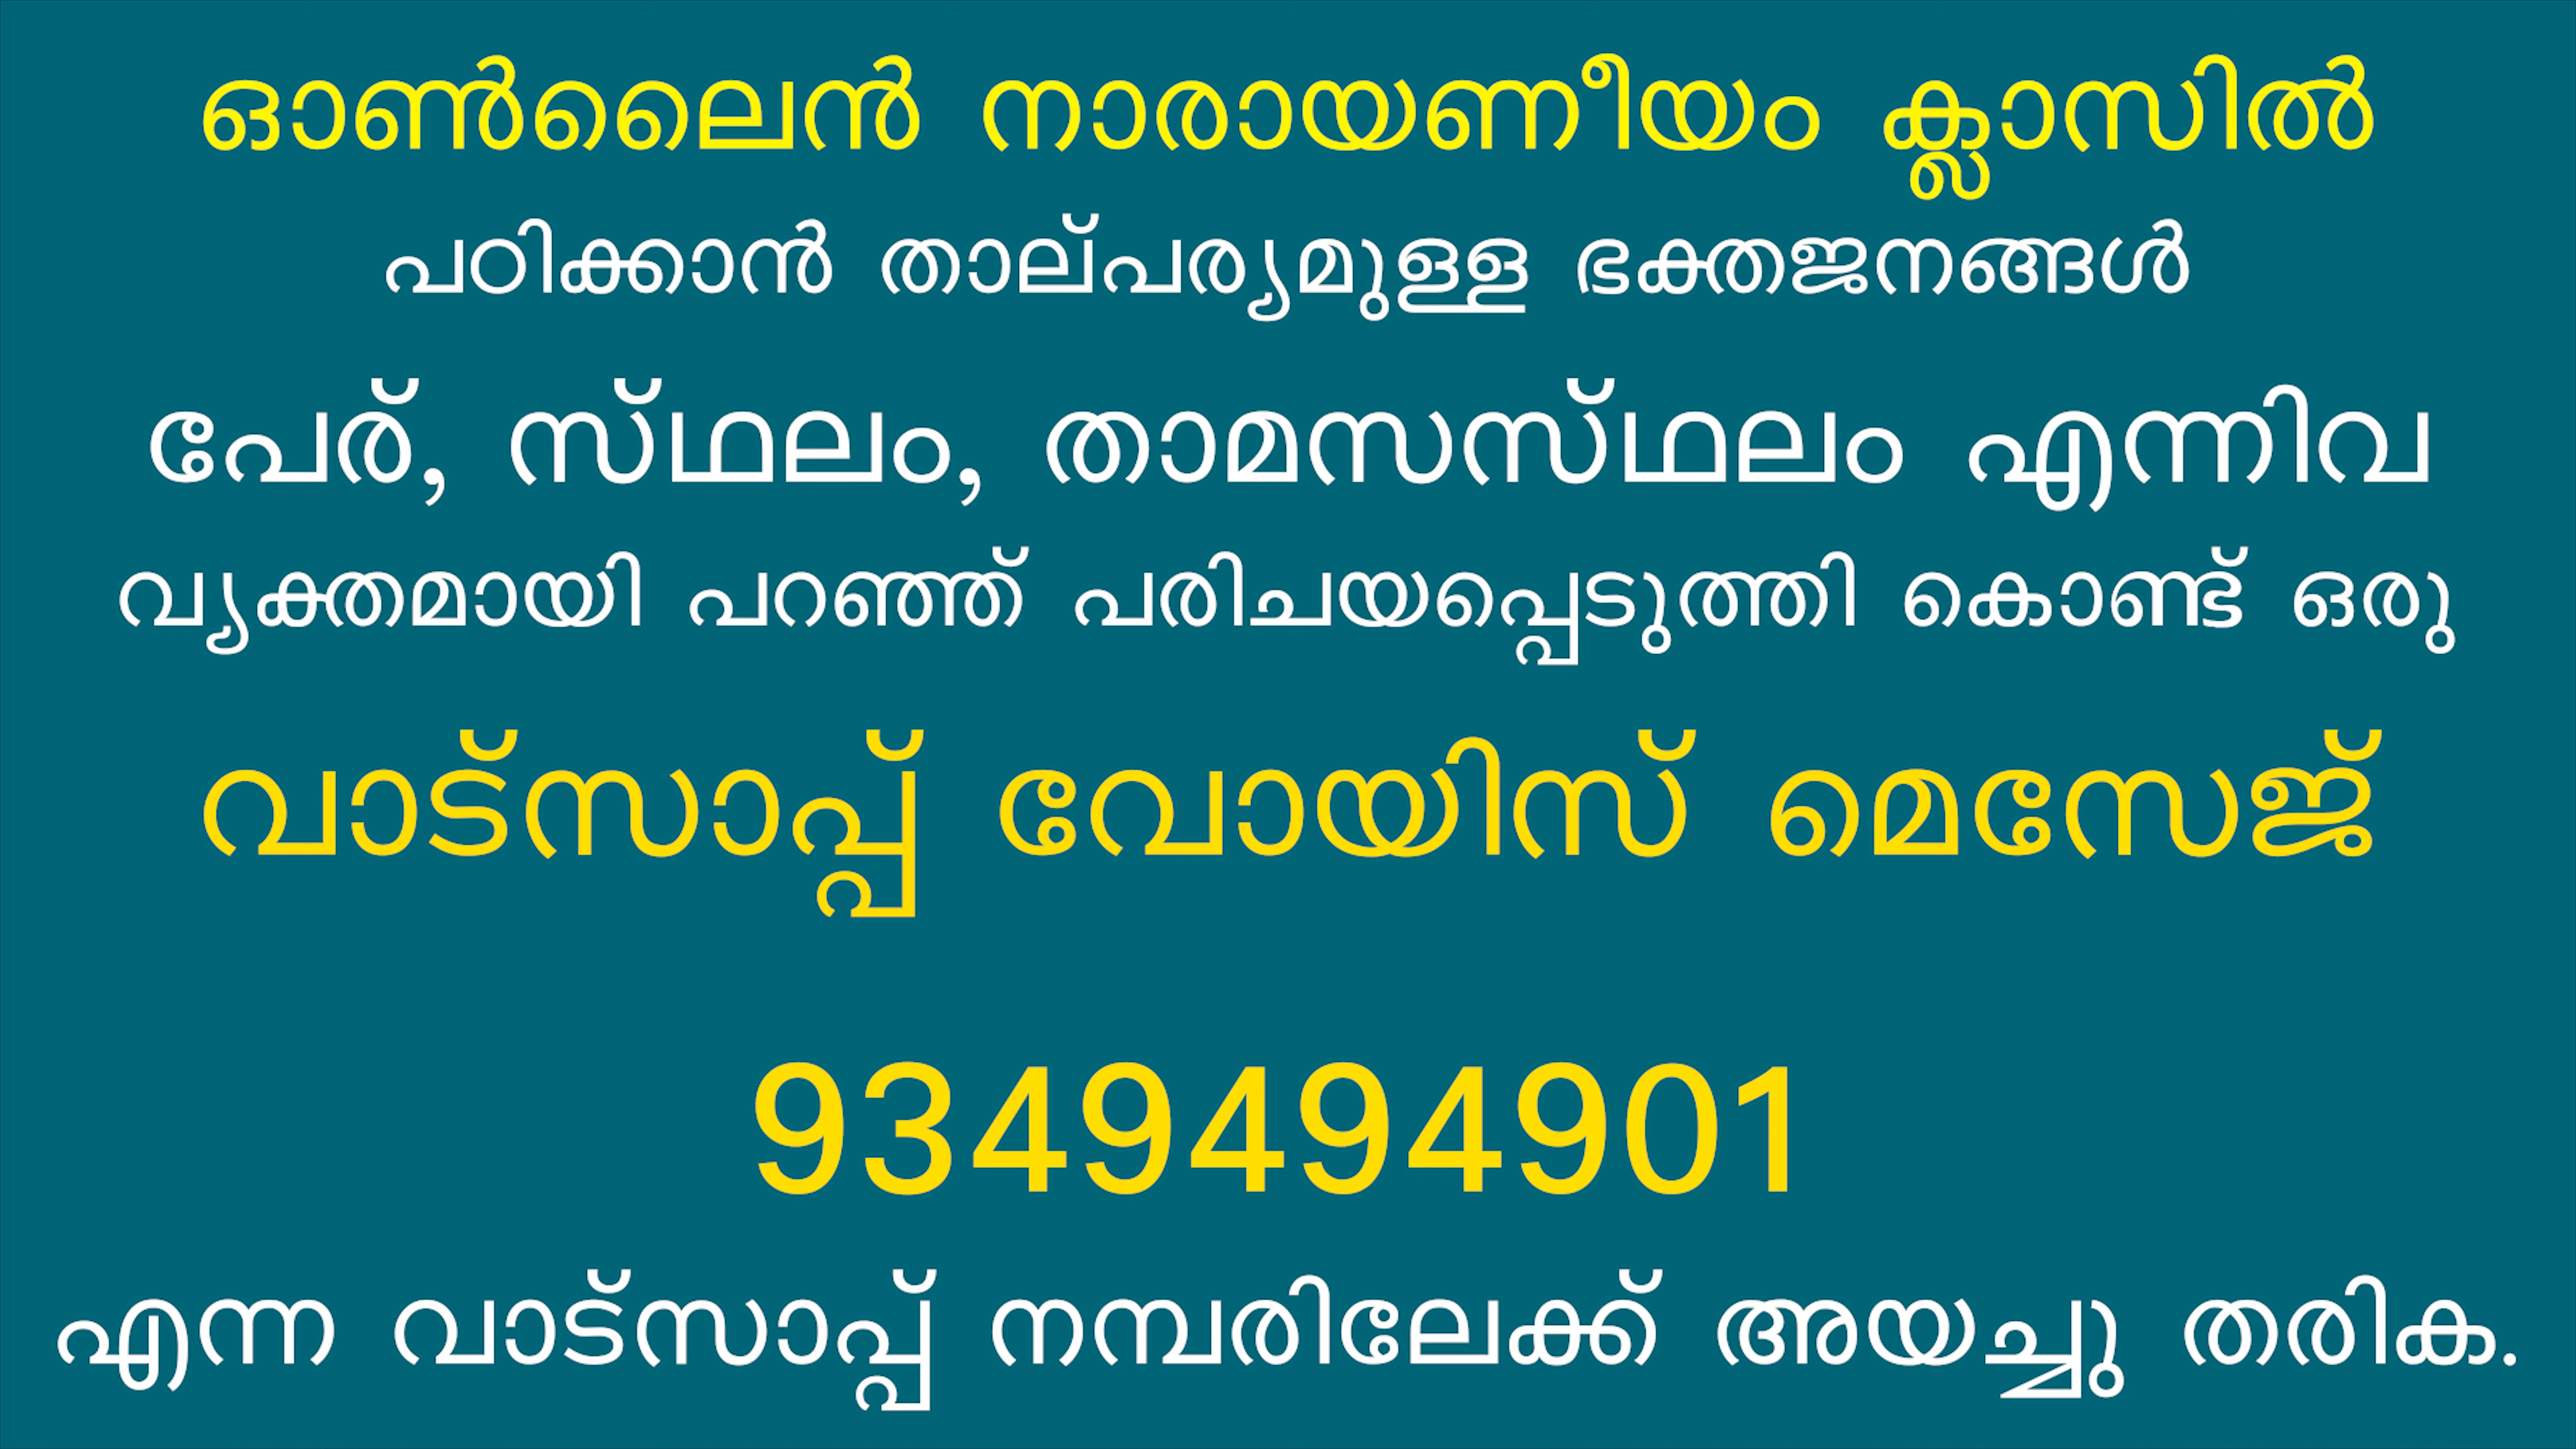 ഓൺലൈൻ നാരായണീയം ക്ലാസിൽ
പഠിക്കാൻ താല്പര്യമുള്ള ഭക്തജനങ്ങൾ
പേര്, സ്ഥലം, താമസസ്ഥലം എന്നിവ
വ്യക്തമായി പറഞ്ഞ് പരിചയപ്പെടുത്തി കൊണ്ട് ഒരു
വാട്സാപ്പ് വോയിസ് മെസേജ്
9349494901
എന്ന വാട്സാപ്പ് നമ്പരിലേക്ക് അയച്ചു തരിക.